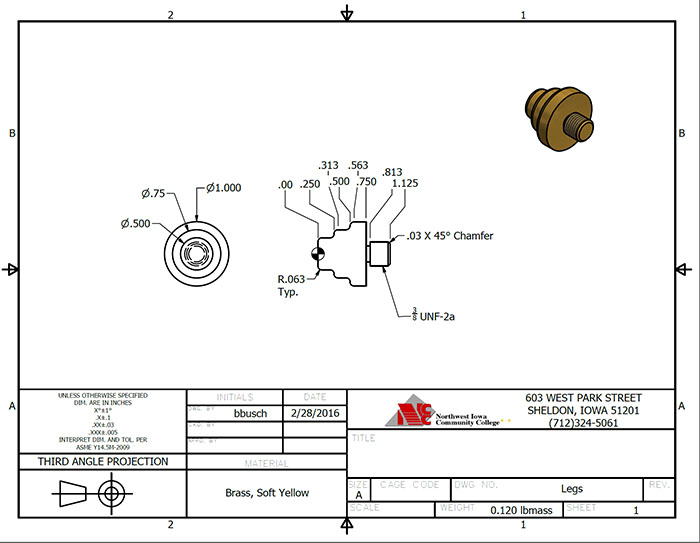 2
1
B
B
Ø.75
Ø1.000
Ø.500
.313
.563
.813
.00
.250
.500
.750
1.125
.03 X 45° Chamfer
R.063
Typ.
3/8 UNF-2a
A
A
UNLESS OTHERWISE SPECIFIED
DIM. ARE IN INCHES
X°±1°
.X±.1
.XX±.03
.XXX±.005
INTERPRET DIM. AND TOL. PER
ASME Y14.5M-2009
THIRD ANGLE PROJECTION
INITIALS
DATE
DWG. BY
bbusch
2/28/2016
CKD. BY
MFG. BY
MATERIAL
Brass, Soft Yellow
Northwest Iowa
Community College
603 WEST PARK STREET
SHELDON, IOWA 51201
(712)324-5061
TITLE
SIZE
A
CAGE CODE
DWG NO.
Legs
REV.
SCALE
WEIGHT
0.120 lbmass
SHEET
1
2
1